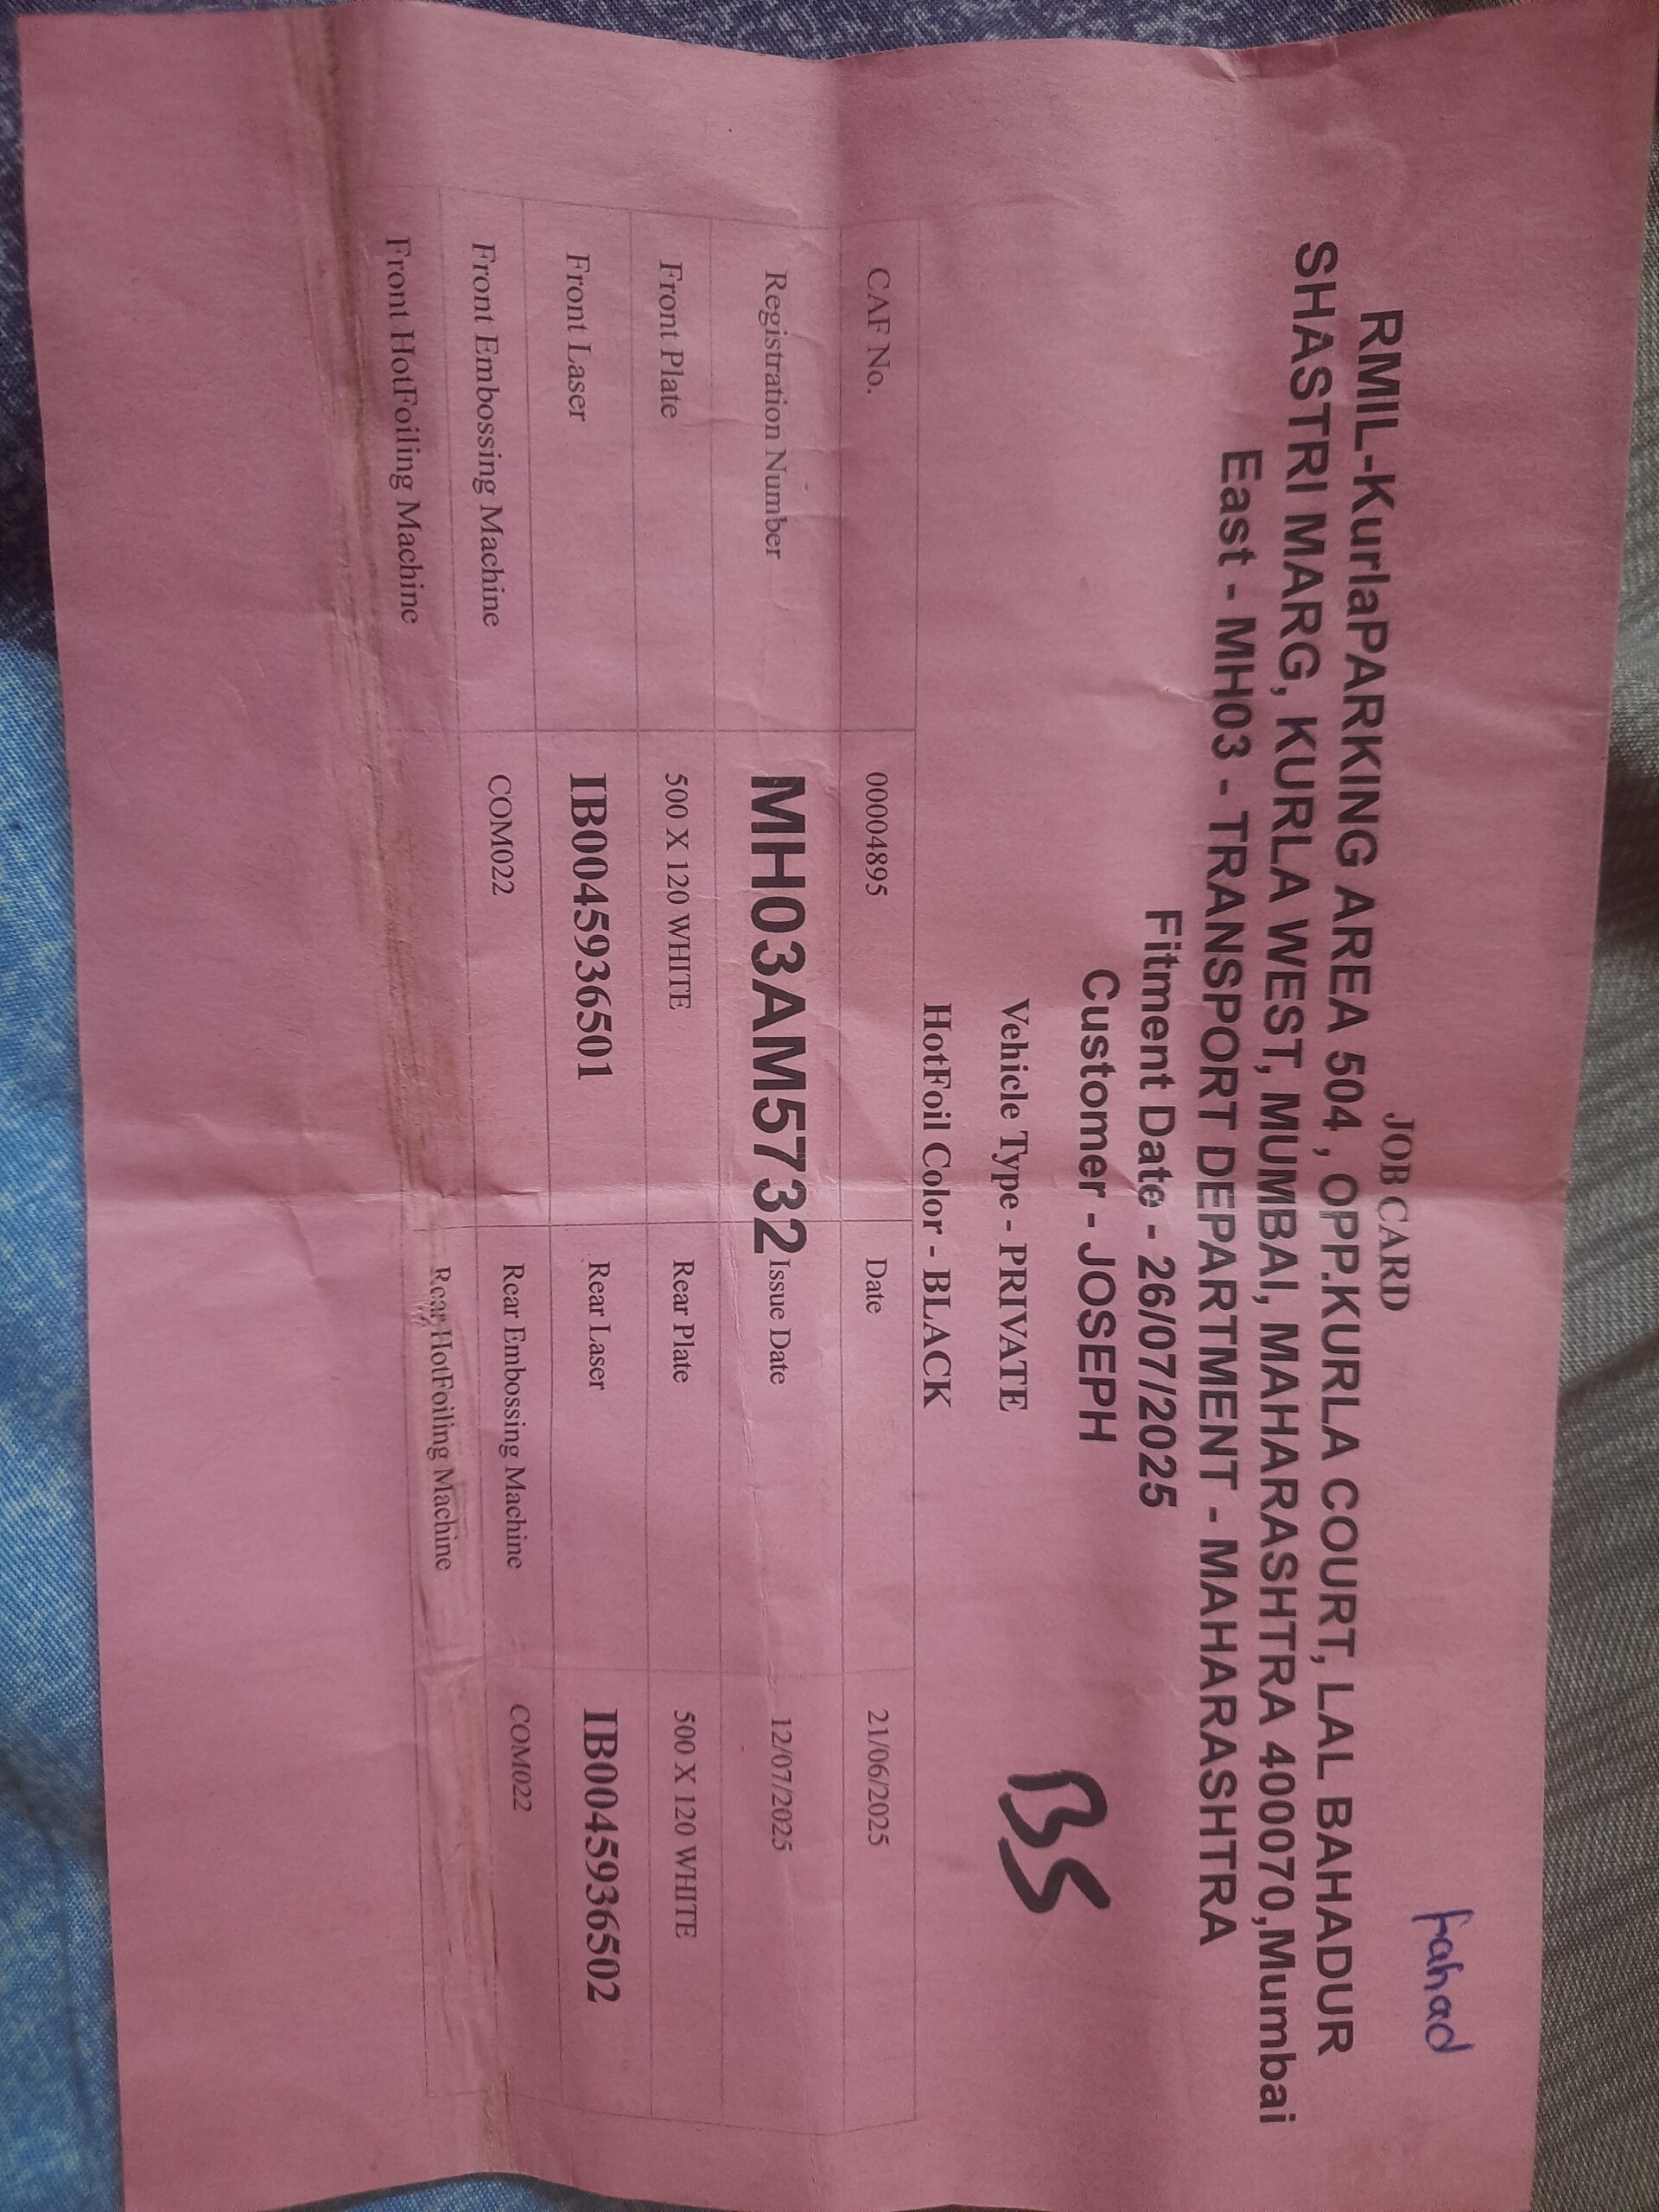 Fahad
JOB CARD
RMIL-KurlaPARKING AREA 504 , OPP.KURLA COURT, LAL BAHADUR
SHASTRI MARG, KURLA WEST, MUMBAI, MAHARASHTRA 400070,Mumbai
East - MH03 - TRANSPORT DEPARTMENT - MAHARASHTRA
Fitment Date - 26/07/2025
Customer - JOSEPH
BS
Vehicle Type - PRIVATE
HotFoil Color - BLACK
CAF No. 00004895 Date 21/06/2025
Registration Number MH03AM5732 Issue Date 12/07/2025
Front Plate 500 X 120 WHITE Rear Plate 500 X 120 WHITE
Front Laser IB0045936501 Rear Laser IB0045936502
Front Embossing Machine COM022 Rear Embossing Machine COM022
Front HotFoiling Machine Rear HotFoiling Machine